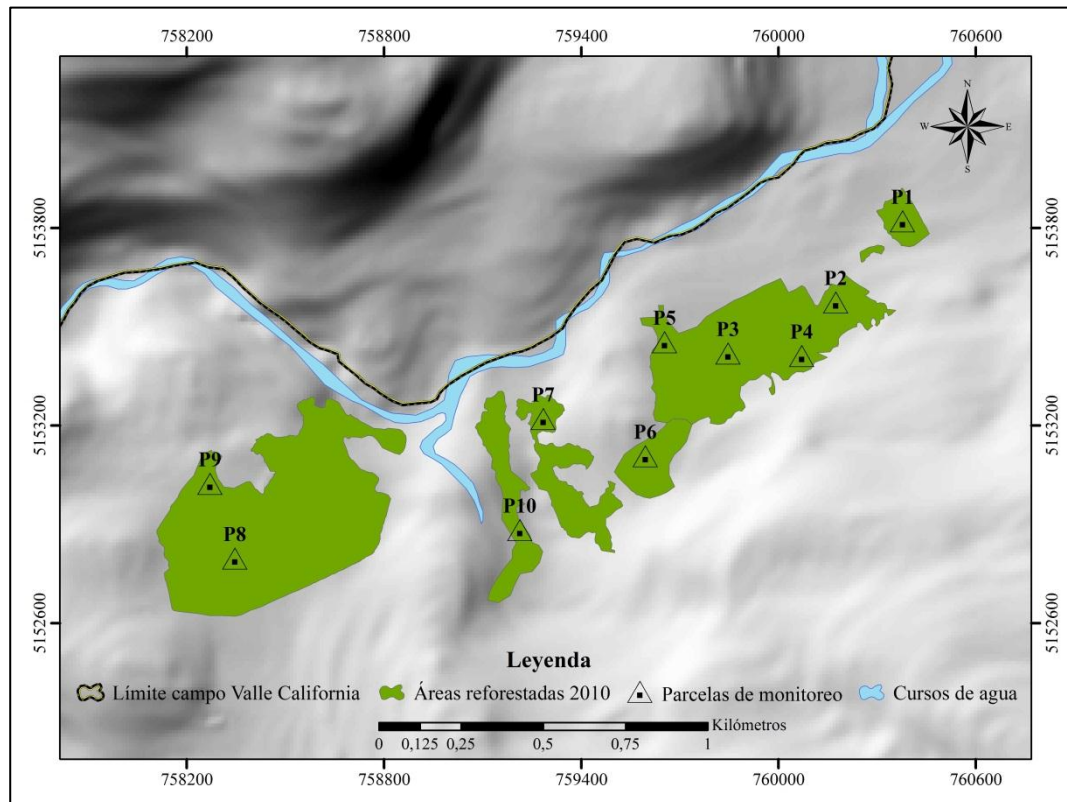 758200 758800 759400 760000 760600
N
W E
S
P1
5153800 5153800
P2
P5 P3 P4
P7
5153200 5153200
P6
P9
P10
P8
5152600 5152600
Leyenda
Límite campo Valle California Áreas reforestadas 2010 Parcelas de monitoreo Cursos de agua
Kilómetros
0 0,125 0,25 0,5 0,75 1
758200 758800 759400 760000 760600